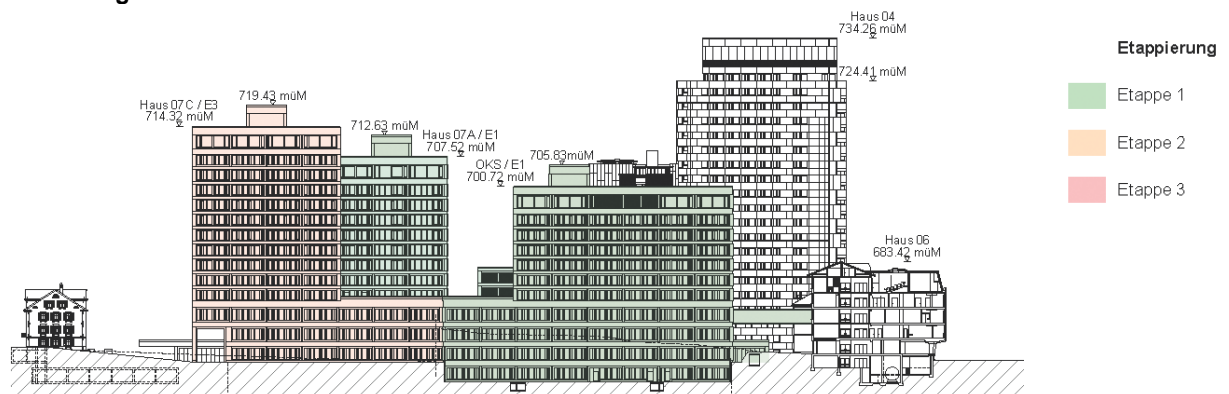 Haus 04
734.26 müM
724.41 müM
719.43 müM
Haus 07C / E3
714.32 müM
712.63 müM
Haus 07A / E1
707.52 müM
705.83müM
OKS / E1
700.72 müM
Haus 06
683.42 müM
Etappierung
Etappe 1
Etappe 2
Etappe 3